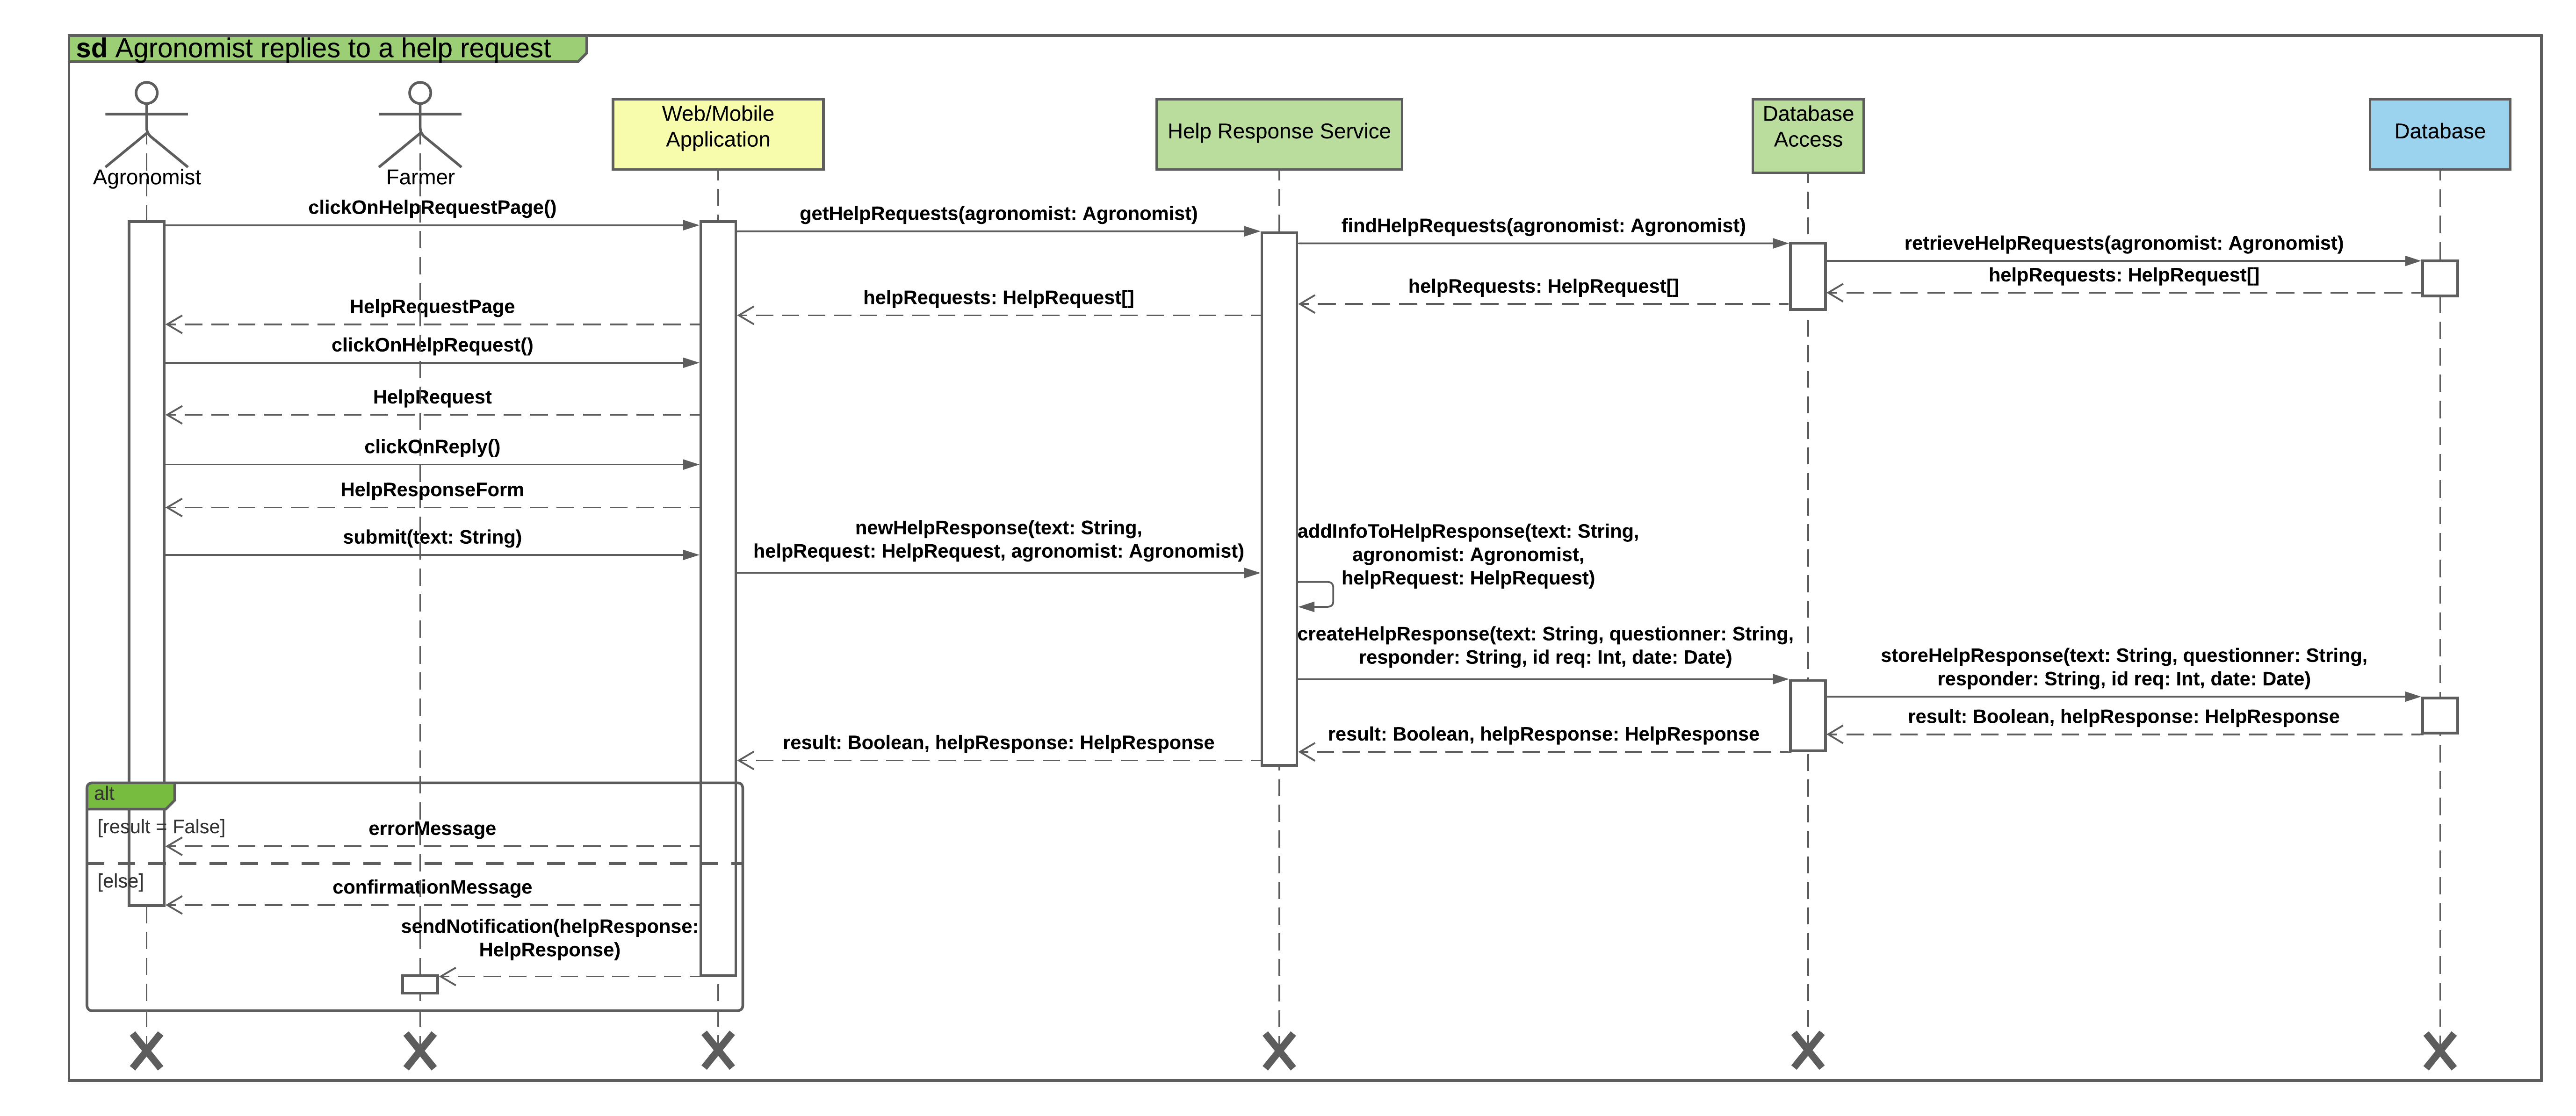 sd Agronomist replies to a help request
Agronomist
Farmer
Web/Mobile
Application
Help Response Service
Database
Access
Database
clickOnHelpRequestPage()
getHelpRequests(agronomist: Agronomist)
findHelpRequests(agronomist: Agronomist)
retrieveHelpRequests(agronomist: Agronomist)
helpRequests: HelpRequest[]
helpRequests: HelpRequest[]
helpRequests: HelpRequest[]
HelpRequestPage
clickOnHelpRequest()
HelpRequest
clickOnReply()
HelpResponseForm
submit(text: String)
newHelpResponse(text: String,
helpRequest: HelpRequest, agronomist: Agronomist)
addInfoToHelpResponse(text: String,
agronomist: Agronomist,
helpRequest: HelpRequest)
createHelpResponse(text: String, questionner: String,
responder: String, id req: Int, date: Date)
storeHelpResponse(text: String, questionner: String,
responder: String, id req: Int, date: Date)
result: Boolean, helpResponse: HelpResponse
result: Boolean, helpResponse: HelpResponse
result: Boolean, helpResponse: HelpResponse
alt
[result = False]
errorMessage
[else]
confirmationMessage
sendNotification(helpResponse:
HelpResponse)